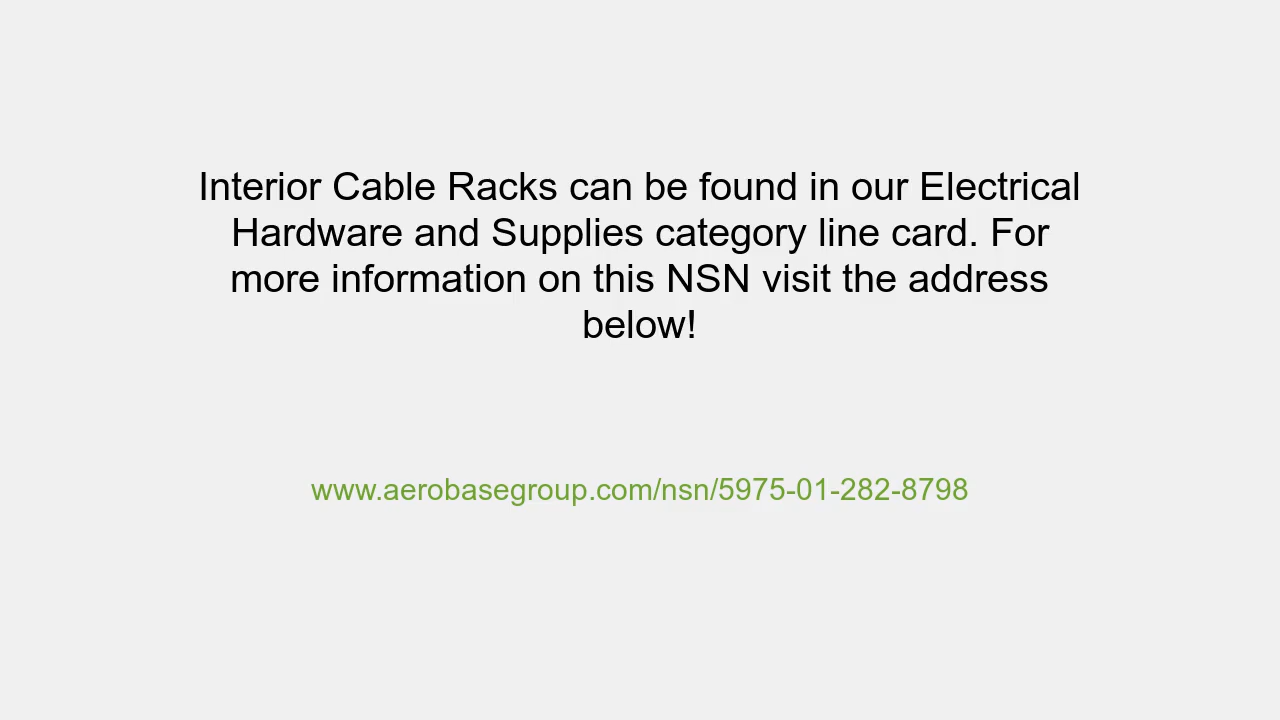 Interior Cable Racks can be found in our Electrical
Hardware and Supplies category line card. For
more information on this NSN visit the address
below!
www.aerobasegroup.com/nsn/5975-01-282-8798